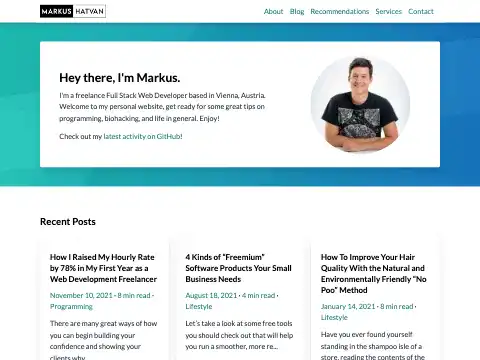 MARKUS HATVAN
About Blog Recommendations Services Contact
Hey there, I'm Markus.
I'm a freelance Full Stack Web Developer based in Vienna, Austria.
Welcome to my personal website, get ready for some great tips on
programming, biohacking, and life in general. Enjoy!
Check out my latest activity on GitHub!
Recent Posts
How I Raised My Hourly Rate
by 78% in My First Year as a
Web Development Freelancer
November 10, 2021 · 8 min read ·
Programming
There are many great ways of how
you can begin building your
confidence and showing your
clients why
4 Kinds of “Freemium”
Software Products Your Small
Business Needs
August 18, 2021 · 4 min read ·
Lifestyle
Let’s take a look at some free tools
you should check out that will help
you run a smoother, more re...
How To Improve Your Hair
Quality With the Natural and
Environmentally Friendly “No
Poo” Method
January 14, 2021 · 8 min read ·
Lifestyle
Have you ever found yourself
standing in the shampoo isle of a
store, reading the contents of the